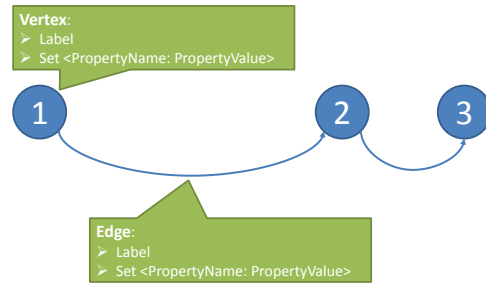 Vertex:
➢ Label
➢ Set <PropertyName: PropertyValue>
1
2
3
Edge:
➢ Label
➢ Set <PropertyName: PropertyValue>